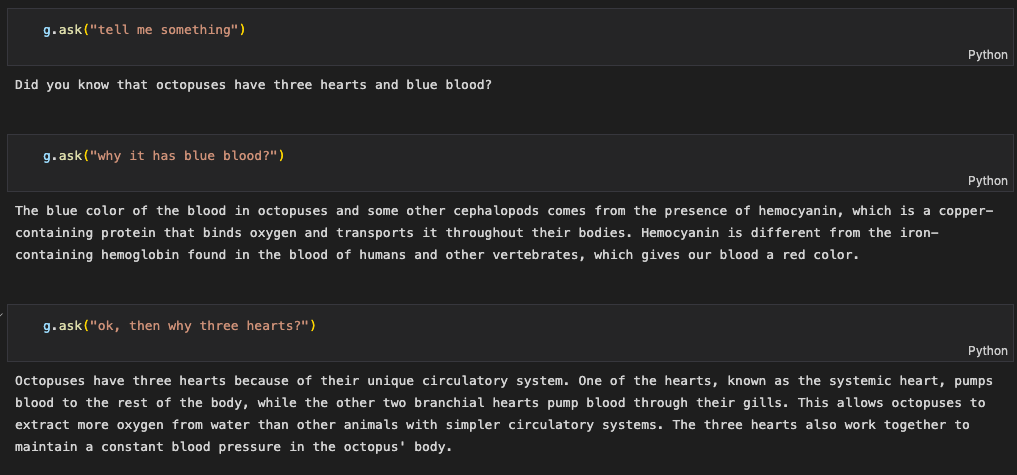 g.ask("tell me something")
Python
Did you know that octopuses have three hearts and blue blood?
g.ask("why it has blue blood?")
Python
The blue color of the blood in octopuses and some other cephalopods comes from the presence of hemocyanin, which is a copper-
containing protein that binds oxygen and transports it throughout their bodies. Hemocyanin is different from the iron-
containing hemoglobin found in the blood of humans and other vertebrates, which gives our blood a red color.
g.ask("ok, then why three hearts?")
Python
Octopuses have three hearts because of their unique circulatory system. One of the hearts, known as the systemic heart, pumps
blood to the rest of the body, while the other two branchial hearts pump blood through their gills. This allows octopuses to
extract more oxygen from water than other animals with simpler circulatory systems. The three hearts also work together to
maintain a constant blood pressure in the octopus' body.